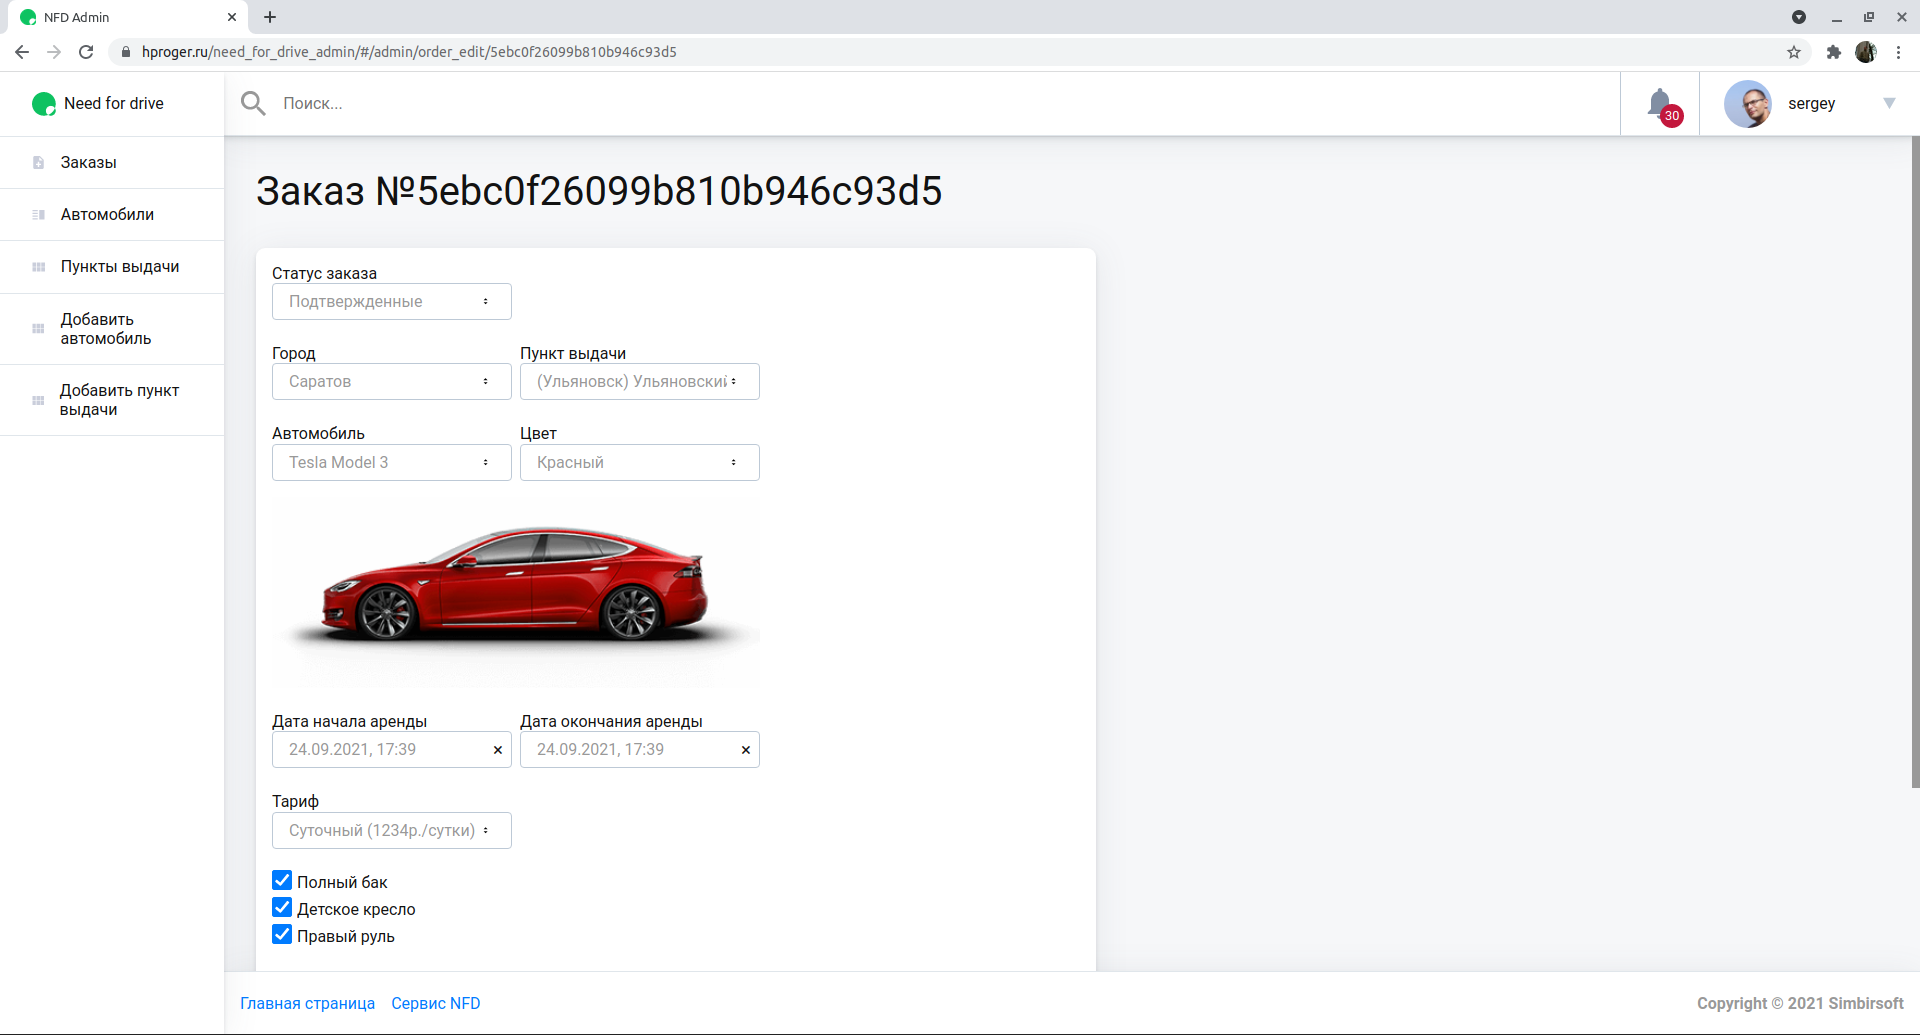 NFD Admin
hproger.ru/need_for_drive_admin/#/admin/order_edit/5ebc0f26099b810b946c93d5
Need for drive
Поиск...
30
sergey
Заказы
Автомобили
Пункты выдачи
Добавить
автомобиль
Добавить пункт
выдачи
Заказ №5ebc0f26099b810b946c93d5
Статус заказа
Подтвержденные
Город
Пункт выдачи
Саратов
(Ульяновск) Ульяновский
Автомобиль
Цвет
Tesla Model 3
Красный
Дата начала аренды
Дата окончания аренды
24.09.2021, 17:39
24.09.2021, 17:39
Тариф
Суточный (1234р./сутки)
Полный бак
Детское кресло
Правый руль
Главная страница
Сервис NFD
Copyright © 2021 Simbirsoft